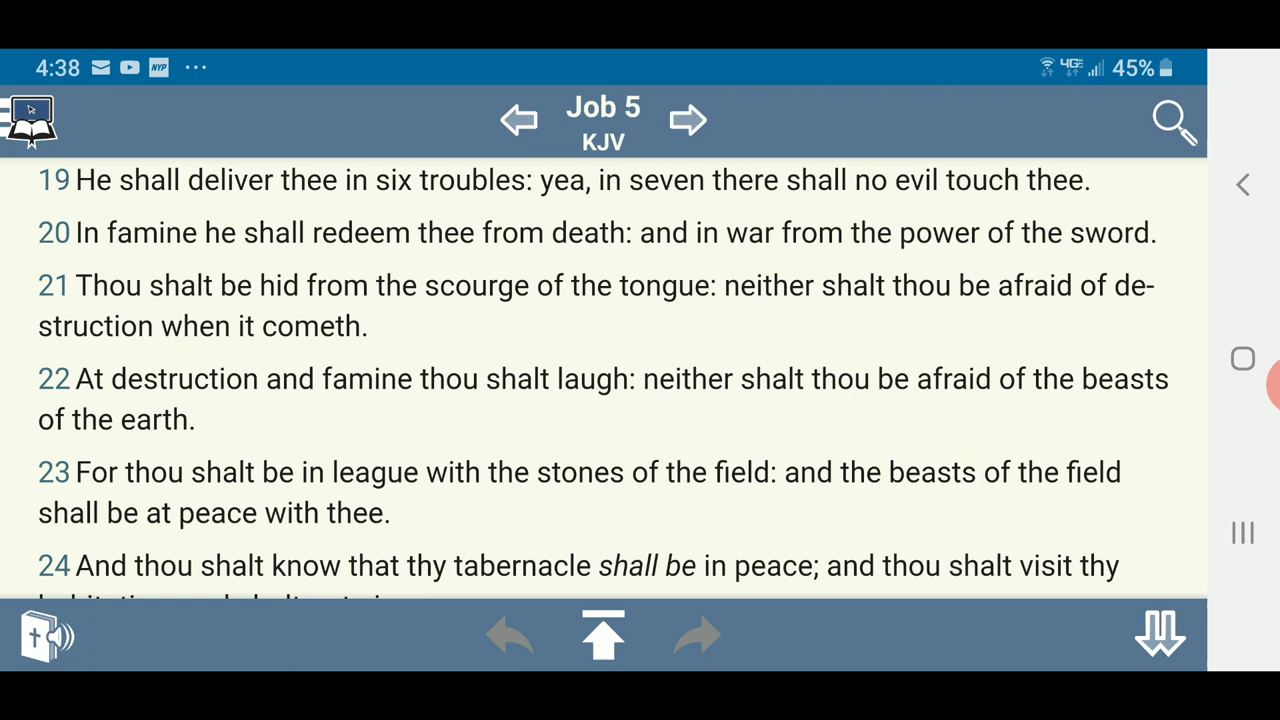 4:38 NYP ... 4GE 45%
Job 5
KJV
19 He shall deliver thee in six troubles: yea, in seven there shall no evil touch thee.
20 In famine he shall redeem thee from death: and in war from the power of the sword.
21 Thou shalt be hid from the scourge of the tongue: neither shalt thou be afraid of de-
struction when it cometh.
22 At destruction and famine thou shalt laugh: neither shalt thou be afraid of the beasts
of the earth.
23 For thou shalt be in league with the stones of the field: and the beasts of the field
shall be at peace with thee.
24 And thou shalt know that thy tabernacle shall be in peace; and thou shalt visit thy